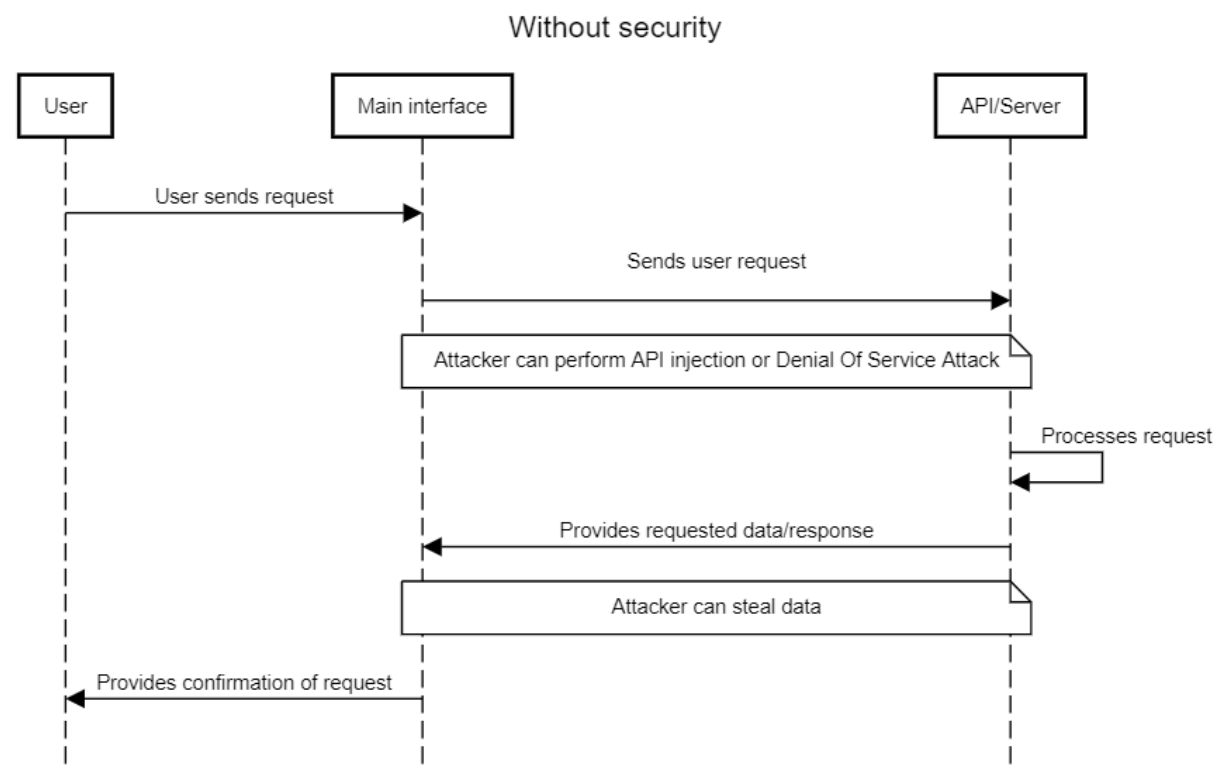 Without security
User
Main interface
API/Server
User sends request
Sends user request
Attacker can perform API injection or Denial Of Service Attack
Processes request
Provides requested data/response
Attacker can steal data
Provides confirmation of request